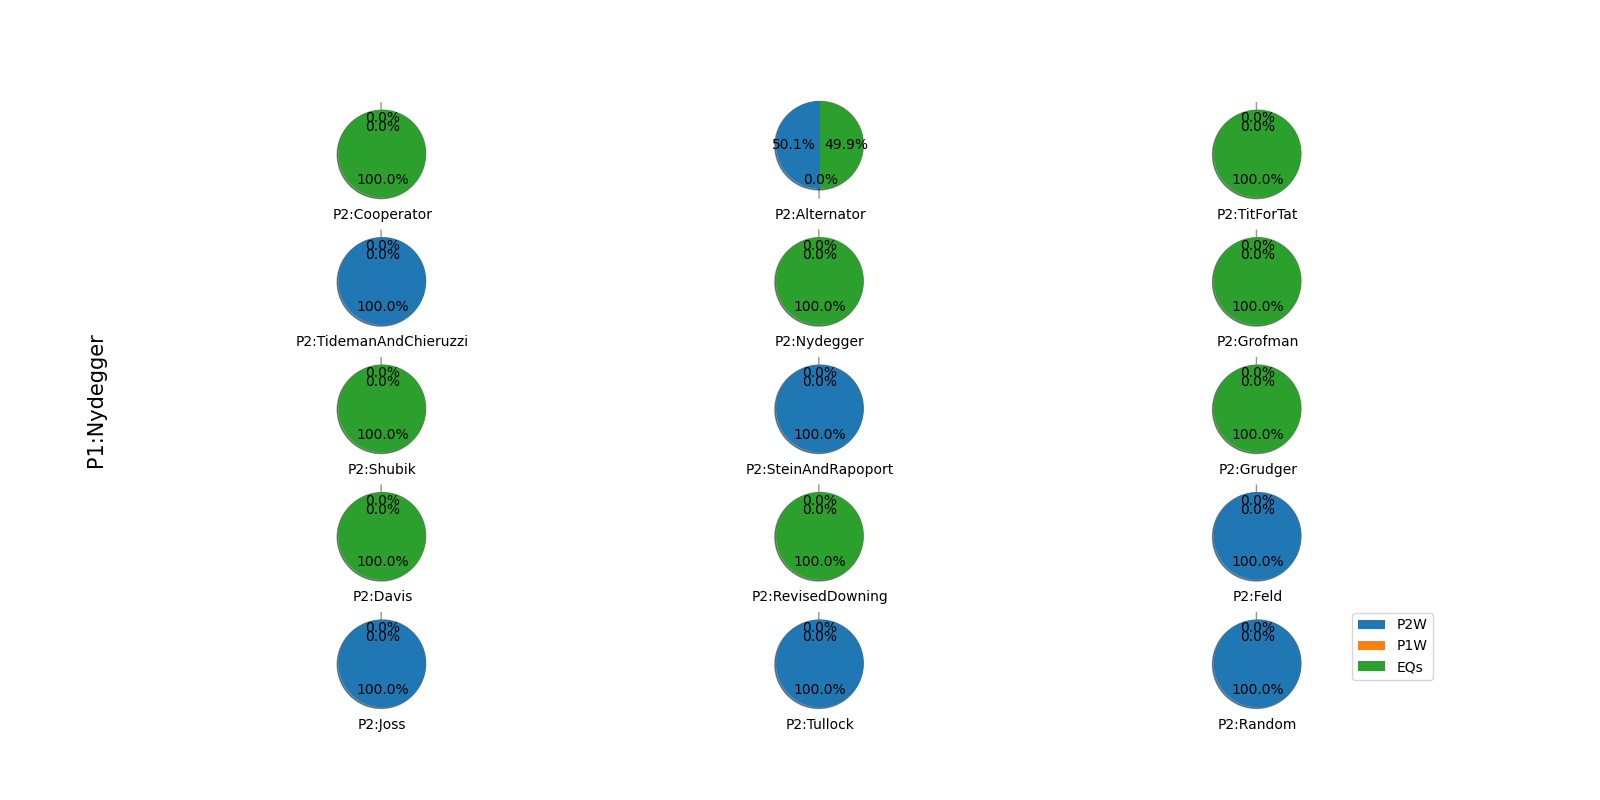 P1:Nydegger
0.0%
0.0%
100.0%
P2:Cooperator
50.1%
49.9%
0.0%
P2:Alternator
0.0%
0.0%
100.0%
P2:TitForTat
0.0%
0.0%
100.0%
P2:TidemanAndChieruzzi
0.0%
0.0%
100.0%
P2:Nydegger
0.0%
0.0%
100.0%
P2:Grofman
0.0%
0.0%
100.0%
P2:Shubik
0.0%
0.0%
100.0%
P2:SteinAndRapoport
0.0%
0.0%
100.0%
P2:Grudger
0.0%
0.0%
100.0%
P2:Davis
0.0%
0.0%
100.0%
P2:RevisedDowning
0.0%
0.0%
100.0%
P2:Feld
0.0%
0.0%
100.0%
P2:Joss
0.0%
0.0%
100.0%
P2:Tullock
0.0%
0.0%
100.0%
P2:Random
P2W
P1W
EQs